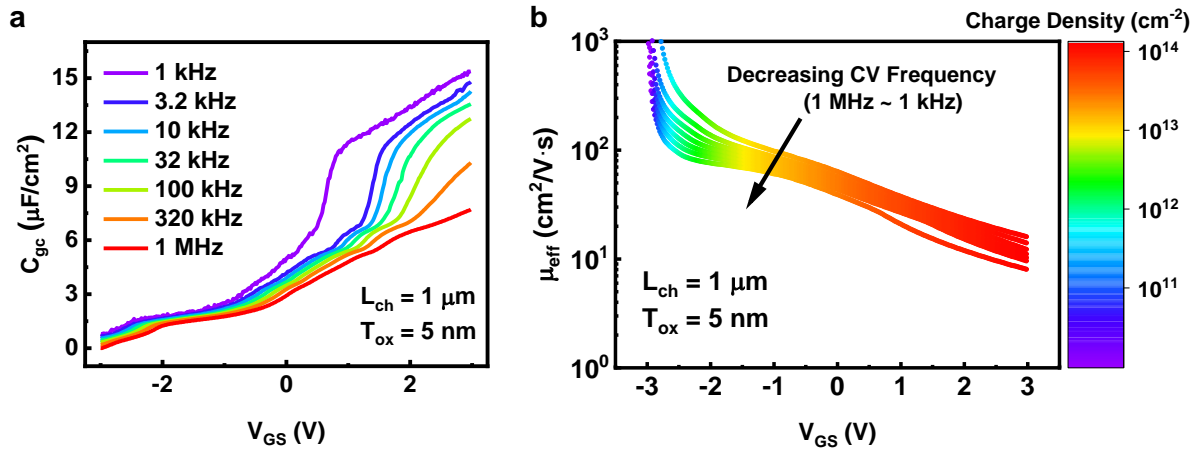 a
C_gc (μF/cm²)
15
12
9
6
3
0
1 kHz
3.2 kHz
10 kHz
32 kHz
100 kHz
320 kHz
1 MHz
L_ch = 1 μm
T_ox = 5 nm
-2
0
2
V_GS (V)
b
μ_eff (cm²/V·s)
10³
10²
10¹
10⁰
Decreasing CV Frequency
(1 MHz ~ 1 kHz)
L_ch = 1 μm
T_ox = 5 nm
-3
-2
-1
0
1
2
3
V_GS (V)
Charge Density (cm⁻²)
10¹⁴
10¹³
10¹²
10¹¹